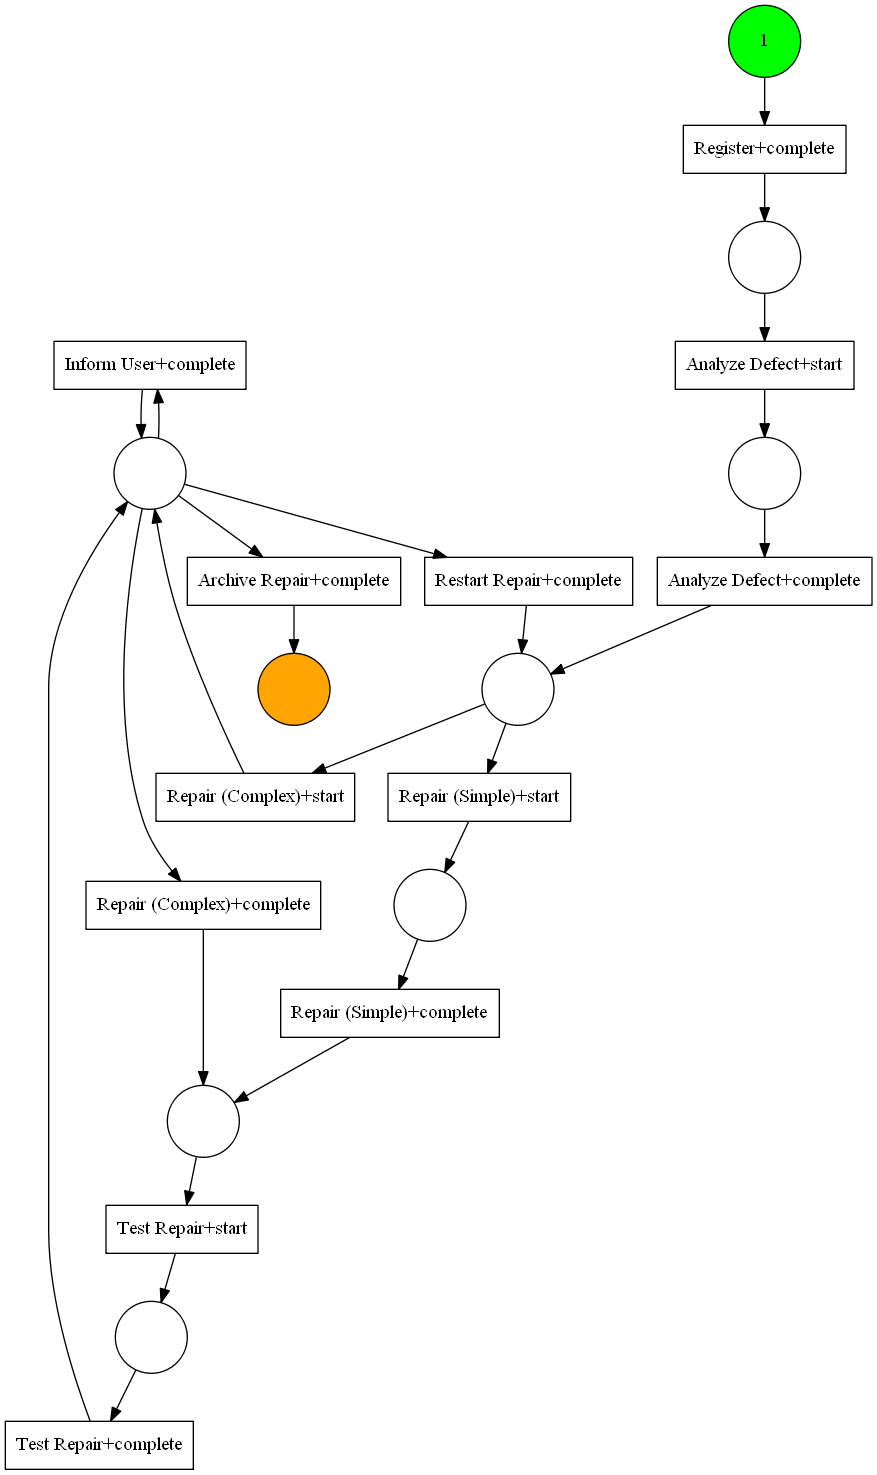 1
Register+complete
Inform User+complete
Analyze Defect+start
Archive Repair+complete
Restart Repair+complete
Analyze Defect+complete
Repair (Complex)+start
Repair (Simple)+start
Repair (Complex)+complete
Repair (Simple)+complete
Test Repair+start
Test Repair+complete